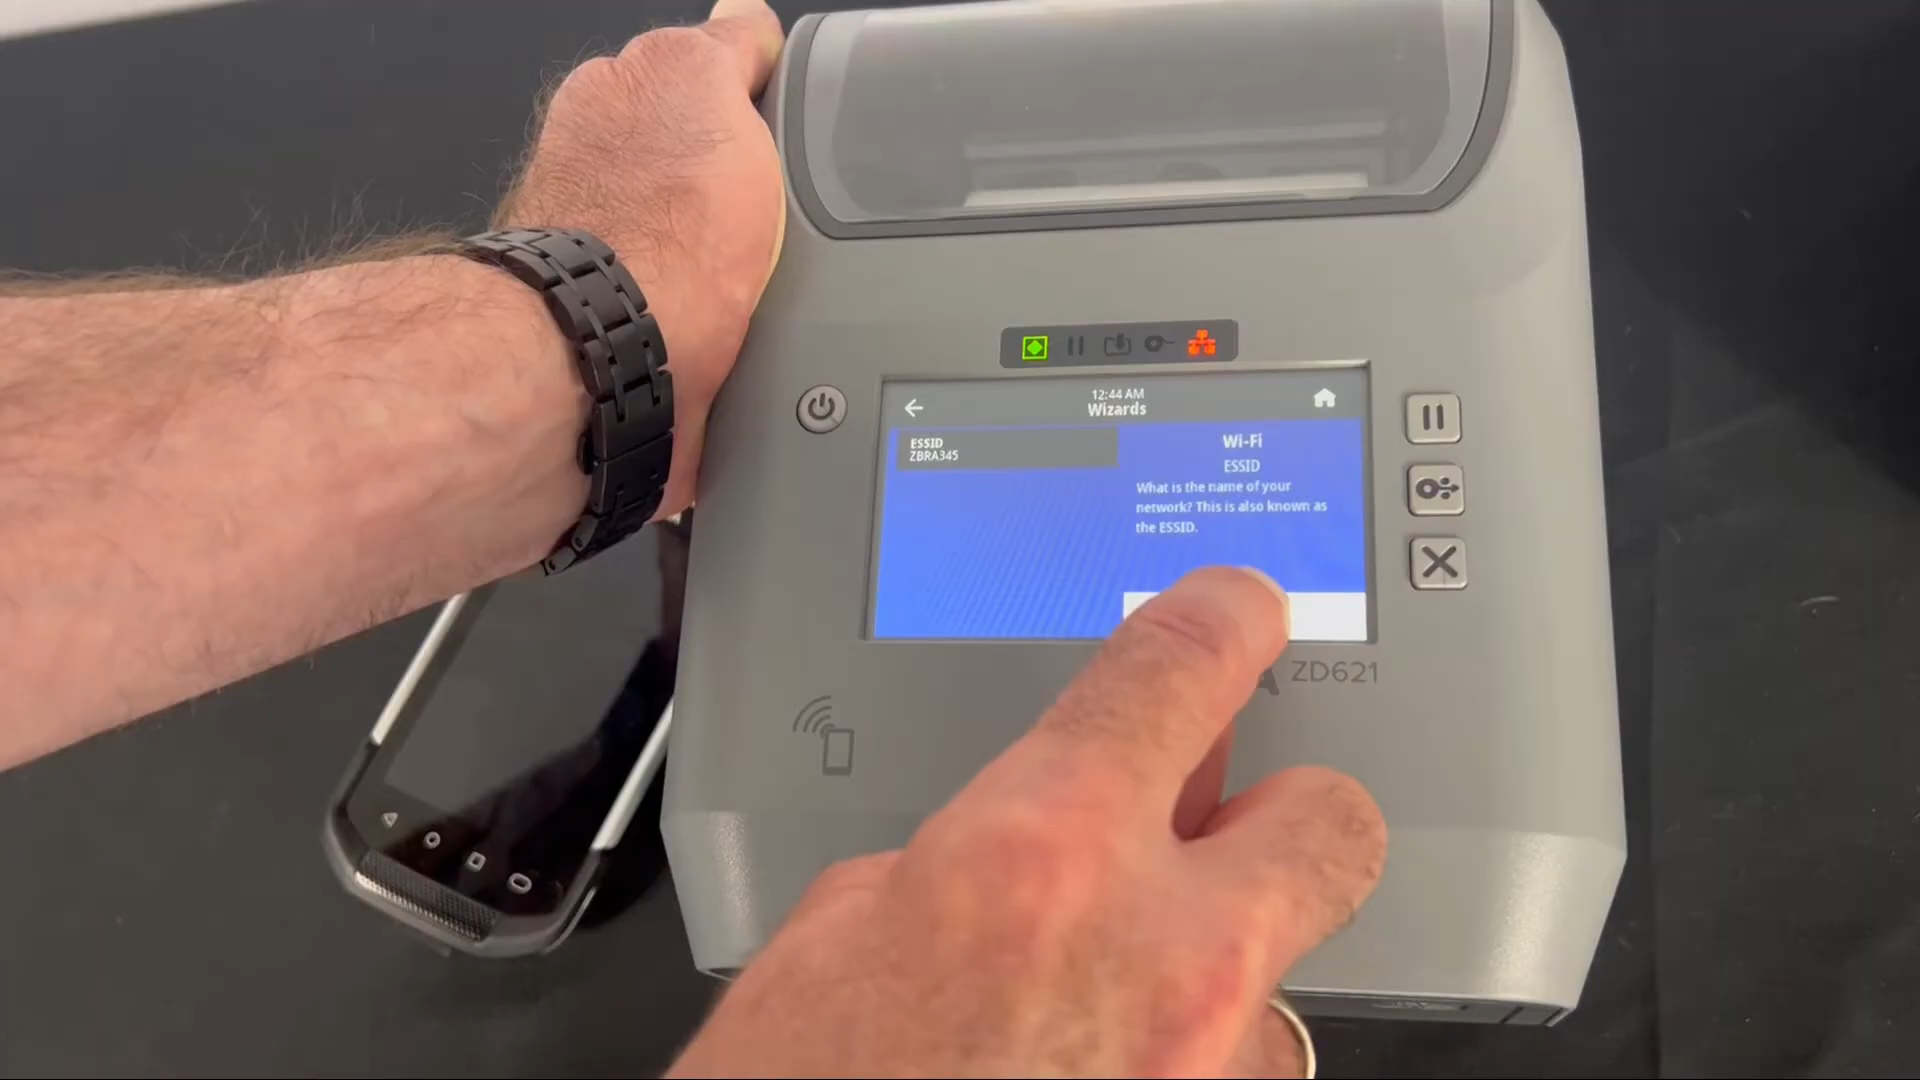 12:44 AM
Wizards
ESSID
ZBRA345
Wi-Fi
ESSID
What is the name of your
network? This is also known as
the ESSID.
ZD621